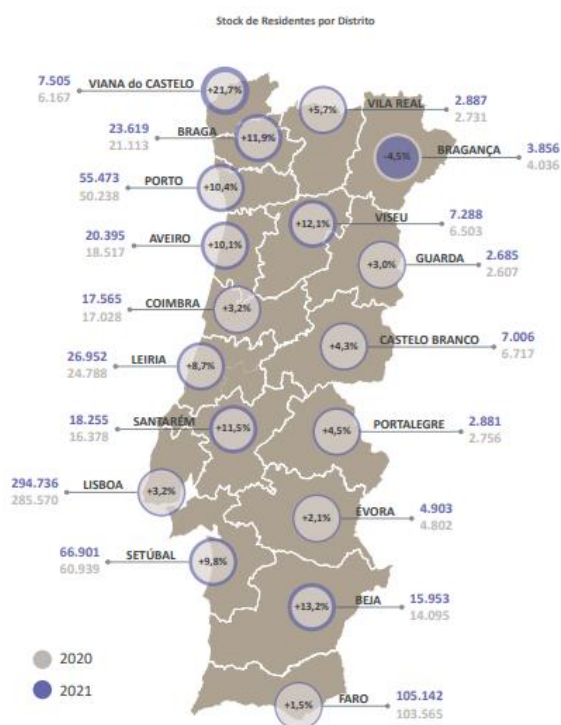 Stock de Residentes por Distrito
7.505
6.167
VIANA do CASTELO
+21,7%
+5,7%
VILA REAL
2.887
2.731
23.619
21.113
BRAGA
+11,9%
-4,5%
BRAGANÇA
3.856
4.036
55.473
50.238
PORTO
+10,4%
+12,1%
VISEU
7.288
6.503
20.395
18.517
AVEIRO
+10,1%
+3,0%
GUARDA
2.685
2.607
17.565
17.028
COIMBRA
+3,2%
+4,3%
CASTELO BRANCO
7.006
6.717
26.952
24.788
LEIRIA
+8,7%
18.255
16.378
SANTARÉM
+11,5%
+4,5%
PORTALEGRE
2.881
2.756
294.736
285.570
LISBOA
+3,2%
+2,1%
ÉVORA
4.903
4.802
66.901
60.939
SETÚBAL
+9,8%
+13,2%
BEJA
15.953
14.095
2020
2021
+1,5%
FARO
105.142
103.565